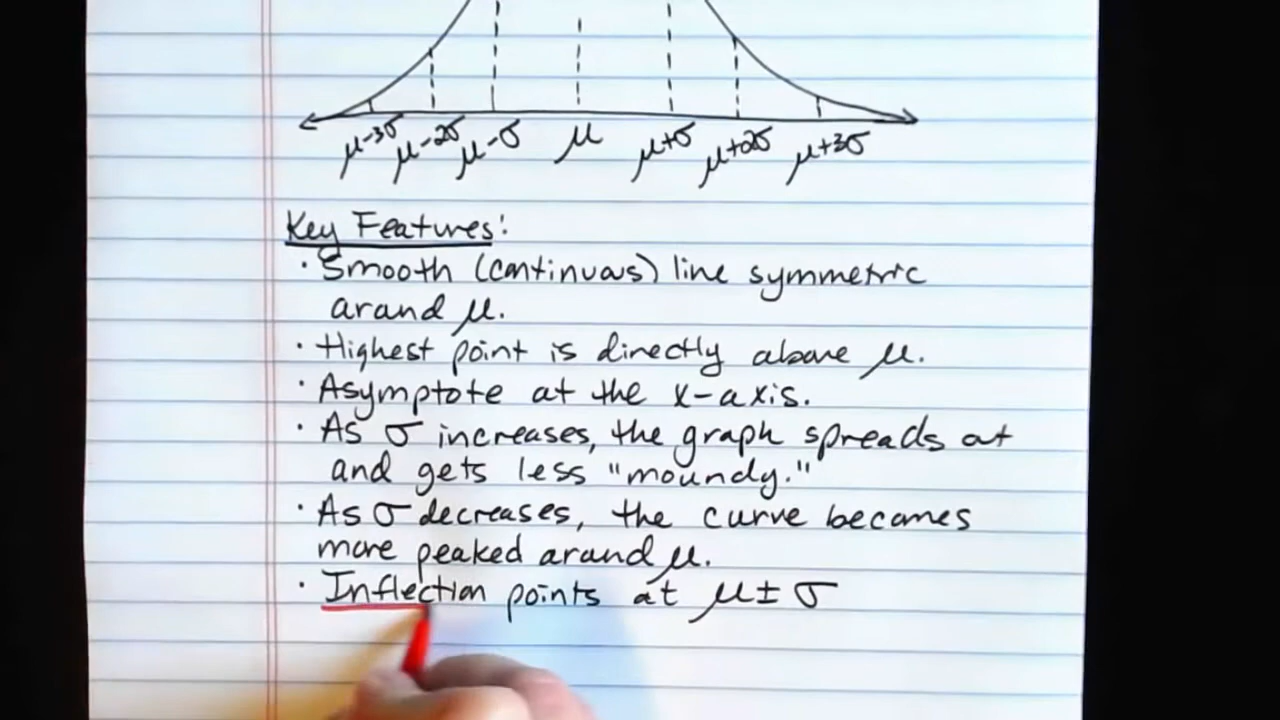 μ-3σ μ-2σ μ-σ μ μ+σ μ+2σ μ+3σ
Key Features:
· Smooth (continuous) line symmetric
around μ.
· Highest point is directly above μ.
· Asymptote at the x-axis.
· As σ increases, the graph spreads out
and gets less "moundy."
· As σ decreases, the curve becomes
more peaked around μ.
· Inflection points at μ ± σ